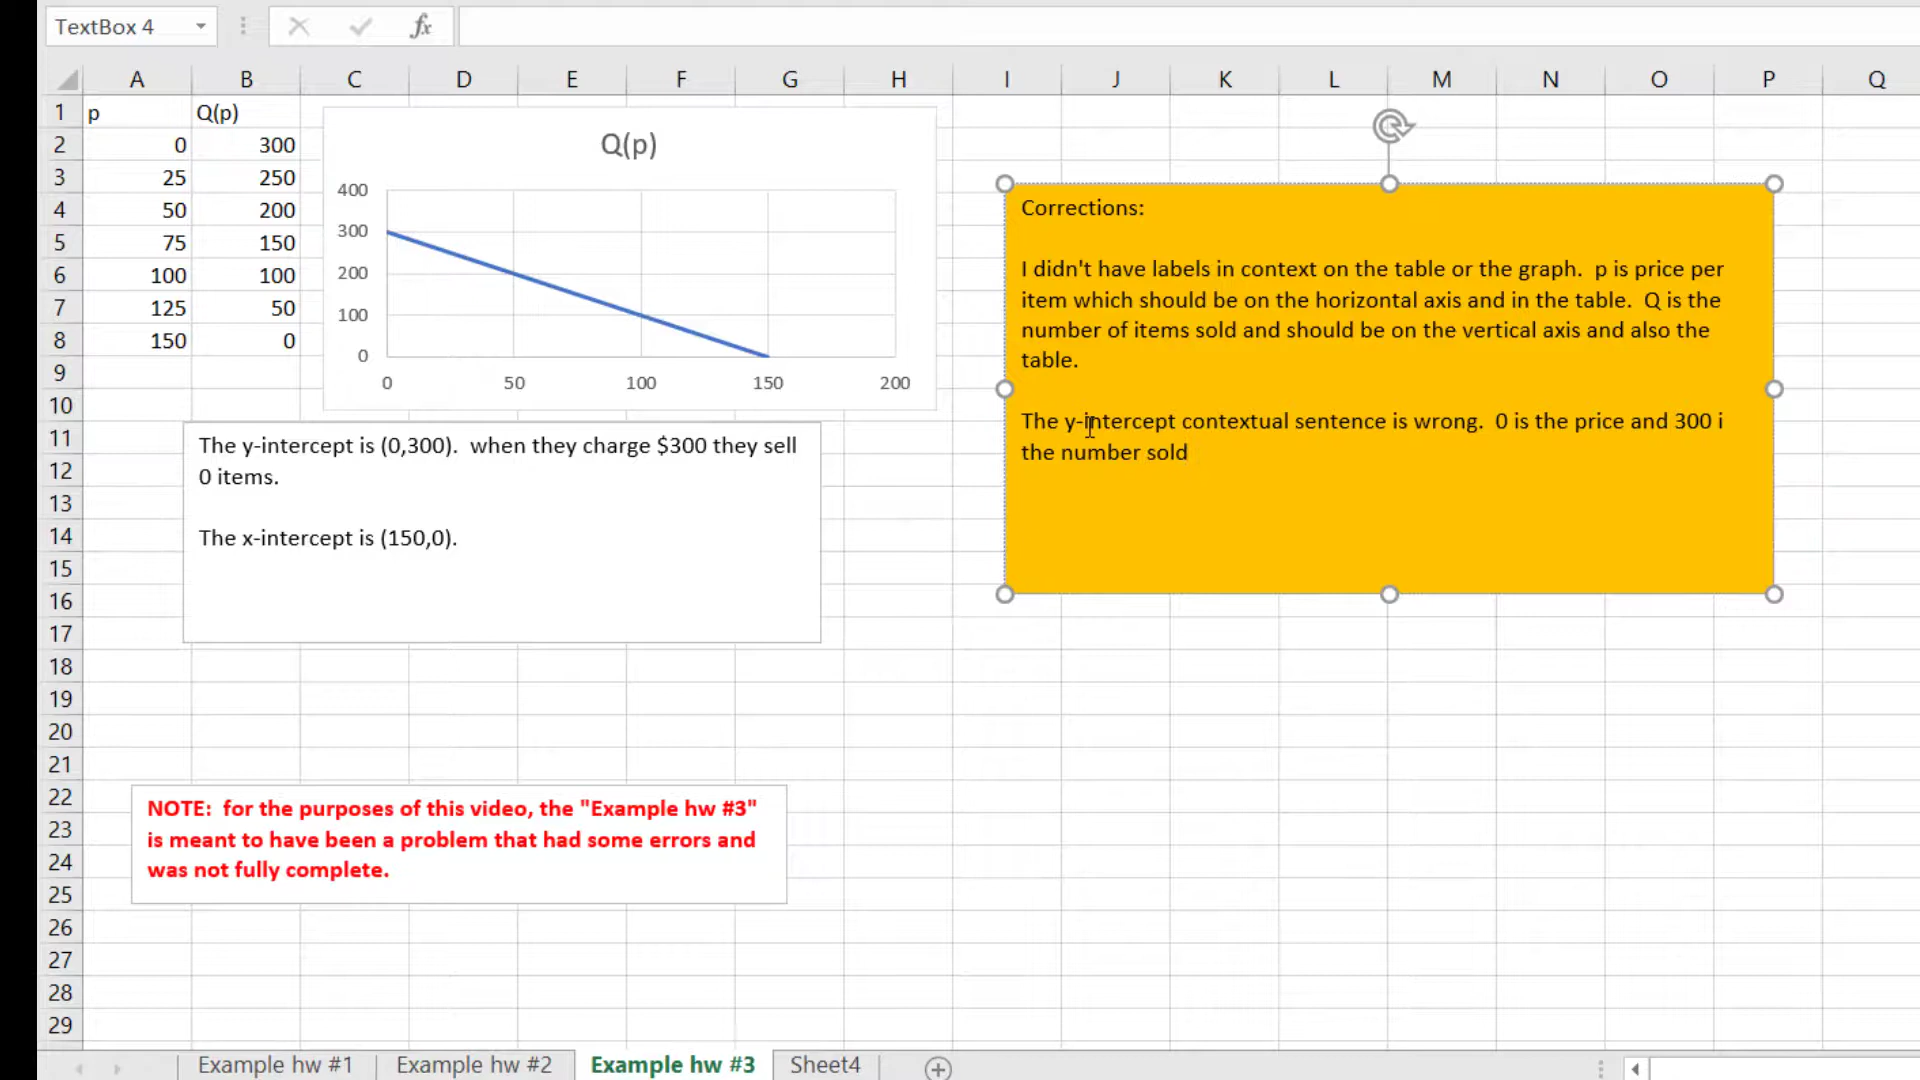 TextBox 4
fx
A B C D E F G H I J K L M N O P Q
1 p Q(p)
2 0 300
3 25 250
4 50 200
5 75 150
6 100 100
7 125 50
8 150 0
9
10
11
12
13
14
15
16
17
18
19
20
21
22
23
24
25
26
27
28
29
Q(p)
400
300
200
100
0
0 50 100 150 200
The y-intercept is (0,300).  when they charge $300 they sell
0 items.
The x-intercept is (150,0).
Corrections:
I didn't have labels in context on the table or the graph.  p is price per
item which should be on the horizontal axis and in the table.  Q is the
number of items sold and should be on the vertical axis and also the
table.
The y-intercept contextual sentence is wrong.  0 is the price and 300 i
the number sold
NOTE:  for the purposes of this video, the "Example hw #3"
is meant to have been a problem that had some errors and
was not fully complete.
Example hw #1 Example hw #2 Example hw #3 Sheet4